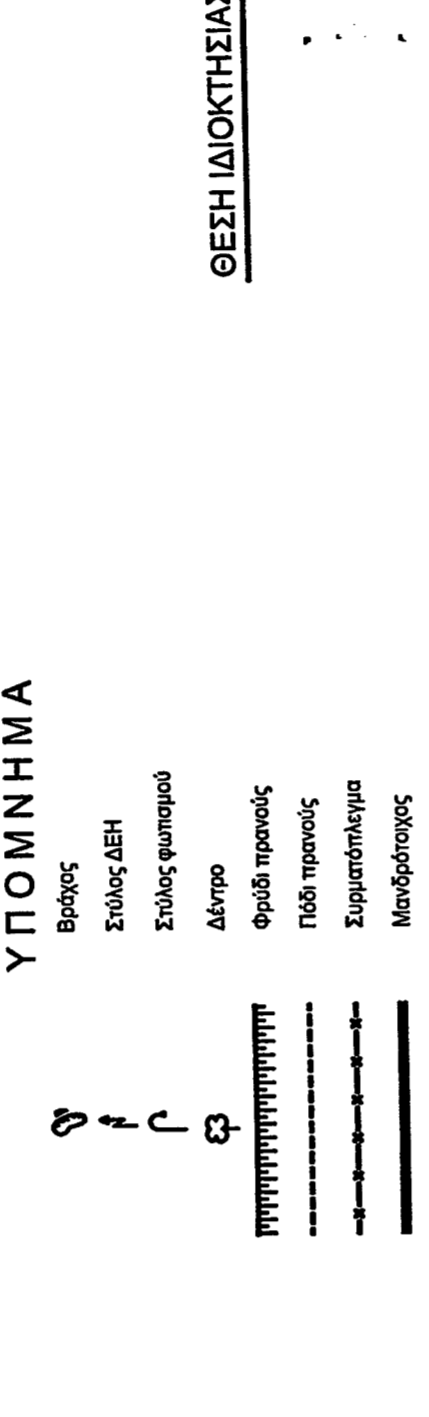 ΥΠΟΜΝΗΜΑ
Βράχος
Στύλος ΔΕΗ
Στύλος φωτισμού
Δέντρο
Φρύδι πρανούς
Πόδι πρανούς
Συρματόπλεγμα
Μανδρότοιχος
ΘΕΣΗ ΙΔΙΟΚΤΗΣΙΑΣ